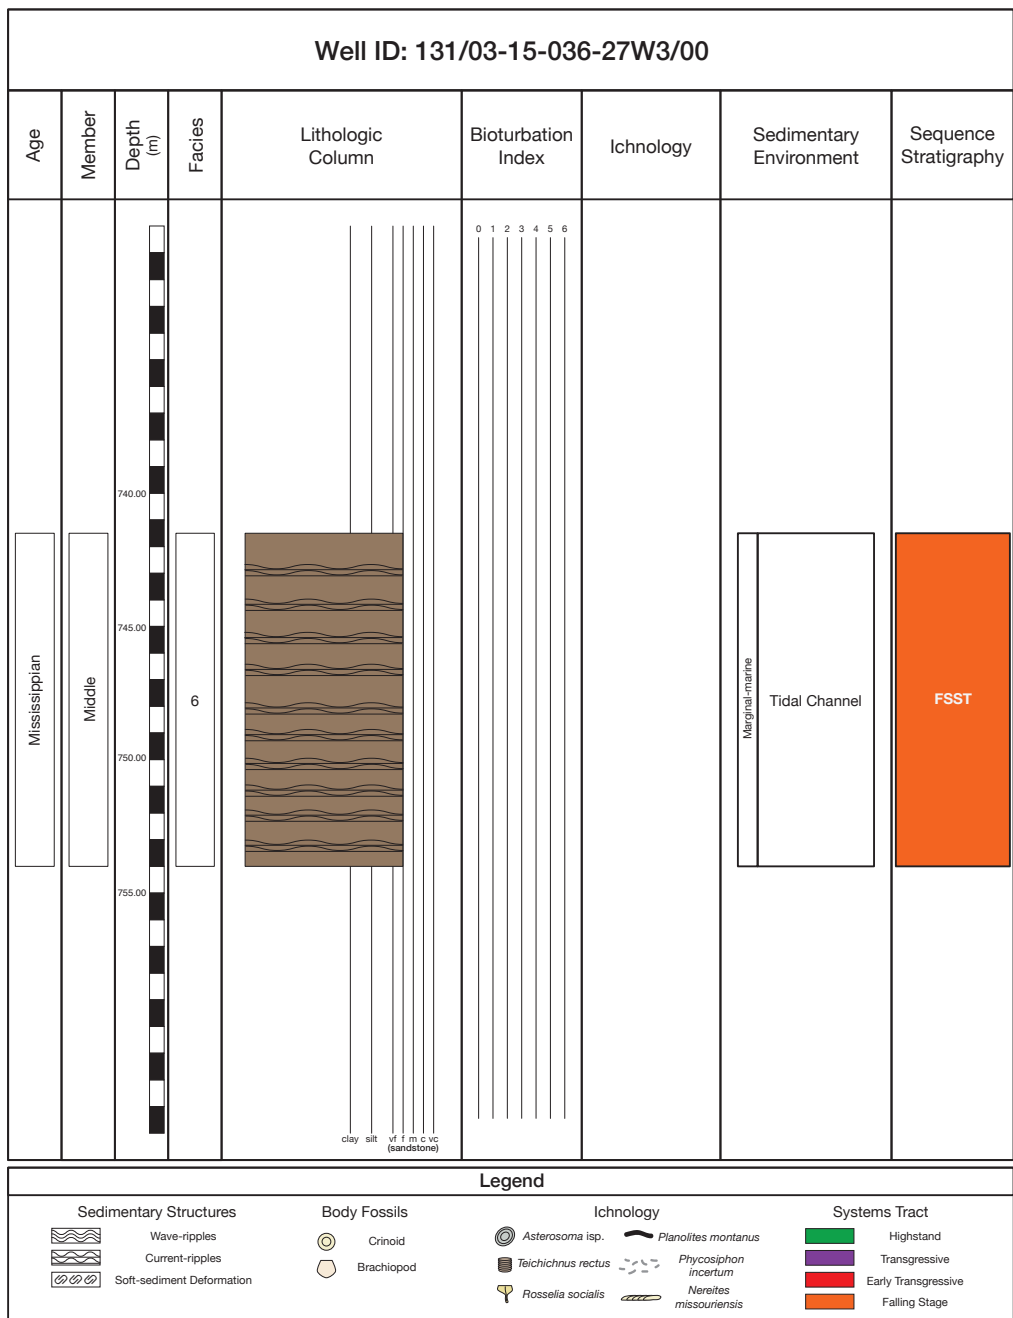 Well ID: 131/03-15-036-27W3/00
Age
Member
Depth
(m)
Facies
Lithologic
Column
Bioturbation
Index
Ichnology
Sedimentary
Environment
Sequence
Stratigraphy
0 1 2 3 4 5 6
740.00
745.00
750.00
755.00
Mississippian
Middle
6
Marginal-marine
Tidal Channel
FSST
clay silt vf f m c vc
(sandstone)
Legend
Sedimentary Structures
Wave-ripples
Current-ripples
Soft-sediment Deformation
Body Fossils
Crinoid
Brachiopod
Ichnology
Asterosoma isp.
Teichichnus rectus
Rosselia socialis
Planolites montanus
Phycosiphon
incertum
Nereites
missouriensis
Systems Tract
Highstand
Transgressive
Early Transgressive
Falling Stage